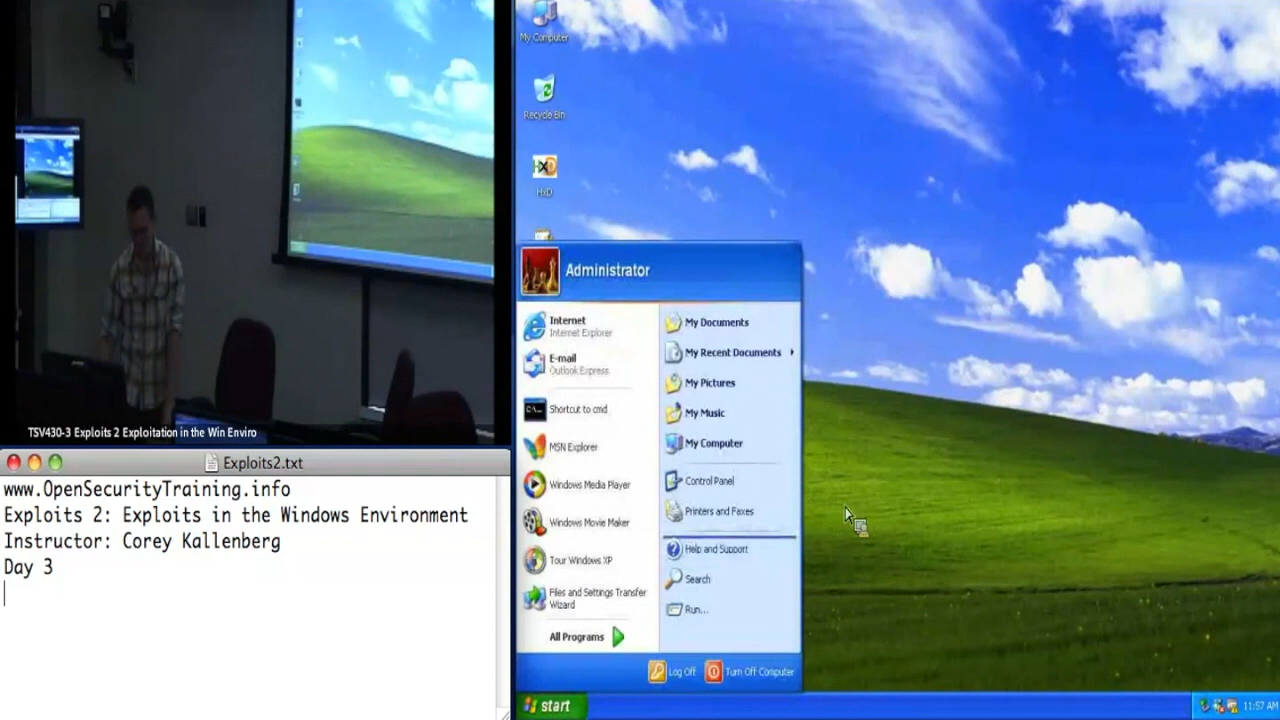 TSV430-3 Exploits 2 Exploitation in the Win Enviro
Exploits2.txt
www.OpenSecurityTraining.info
Exploits 2: Exploits in the Windows Environment
Instructor: Corey Kallenberg
Day 3
My Computer
Recycle Bin
HxD
Administrator
Internet
Internet Explorer
E-mail
Outlook Express
Shortcut to cmd
MSN Explorer
Windows Media Player
Windows Movie Maker
Tour Windows XP
Files and Settings Transfer
Wizard
All Programs
My Documents
My Recent Documents
My Pictures
My Music
My Computer
Control Panel
Printers and Faxes
Help and Support
Search
Run...
Log Off
Turn Off Computer
start
11:57 AM